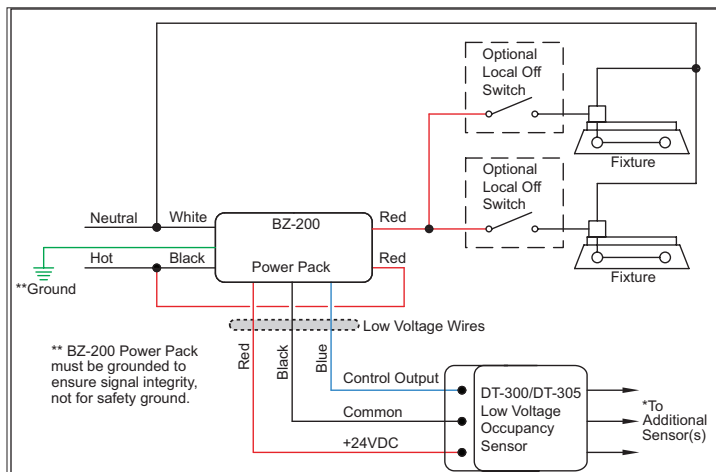 Optional
Local Off
Switch
Fixture
Optional
Local Off
Switch
Fixture
Neutral
White
BZ-200
Red
Hot
Black
Power Pack
Red
**Ground
Low Voltage Wires
Red
Black
Blue
** BZ-200 Power Pack
must be grounded to
ensure signal integrity,
not for safety ground.
Control Output
Common
+24VDC
DT-300/DT-305
Low Voltage
Occupancy
Sensor
*To
Additional
Sensor(s)